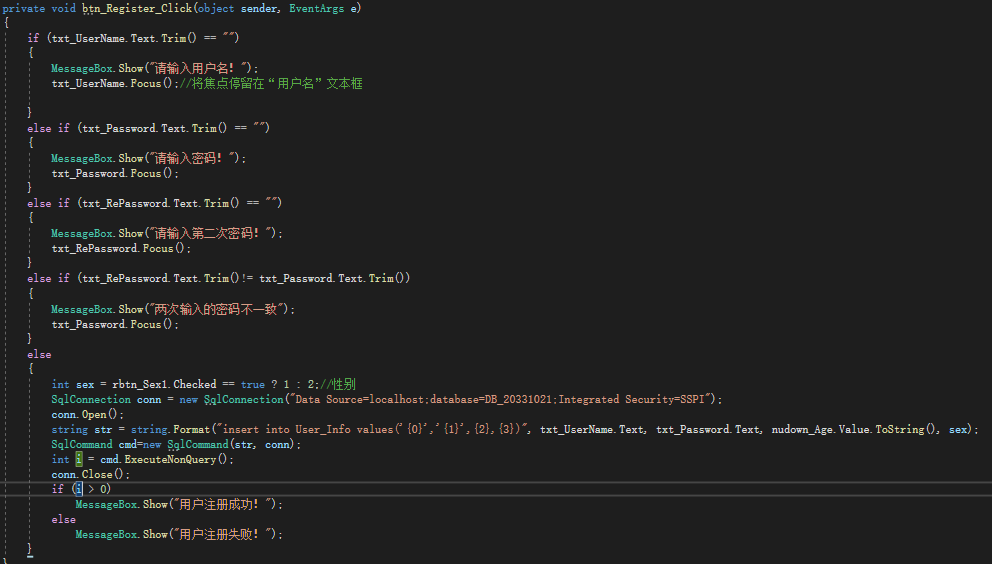 private void btn_Register_Click(object sender, EventArgs e)
{
if (txt_UserName.Text.Trim() == "")
{
MessageBox.Show("请输入用户名！");
txt_UserName.Focus();//将焦点停留在“用户名”文本框
}
else if (txt_Password.Text.Trim() == "")
{
MessageBox.Show("请输入密码！");
txt_Password.Focus();
}
else if (txt_RePassword.Text.Trim() == "")
{
MessageBox.Show("请输入第二次密码！");
txt_RePassword.Focus();
}
else if (txt_RePassword.Text.Trim()!= txt_Password.Text.Trim())
{
MessageBox.Show("两次输入的密码不一致");
txt_Password.Focus();
}
else
{
int sex = rbtn_Sex1.Checked == true ? 1 : 2;//性别
SqlConnection conn = new SqlConnection("Data Source=localhost;database=DB_20331021;Integrated Security=SSPI");
conn.Open();
string str = string.Format("insert into User_Info values('{0}','{1}',{2},{3})", txt_UserName.Text, txt_Password.Text, nudown_Age.Value.ToString(), sex);
SqlCommand cmd=new SqlCommand(str, conn);
int i = cmd.ExecuteNonQuery();
conn.Close();
if (i > 0)
MessageBox.Show("用户注册成功！");
else
MessageBox.Show("用户注册失败！");
}
}